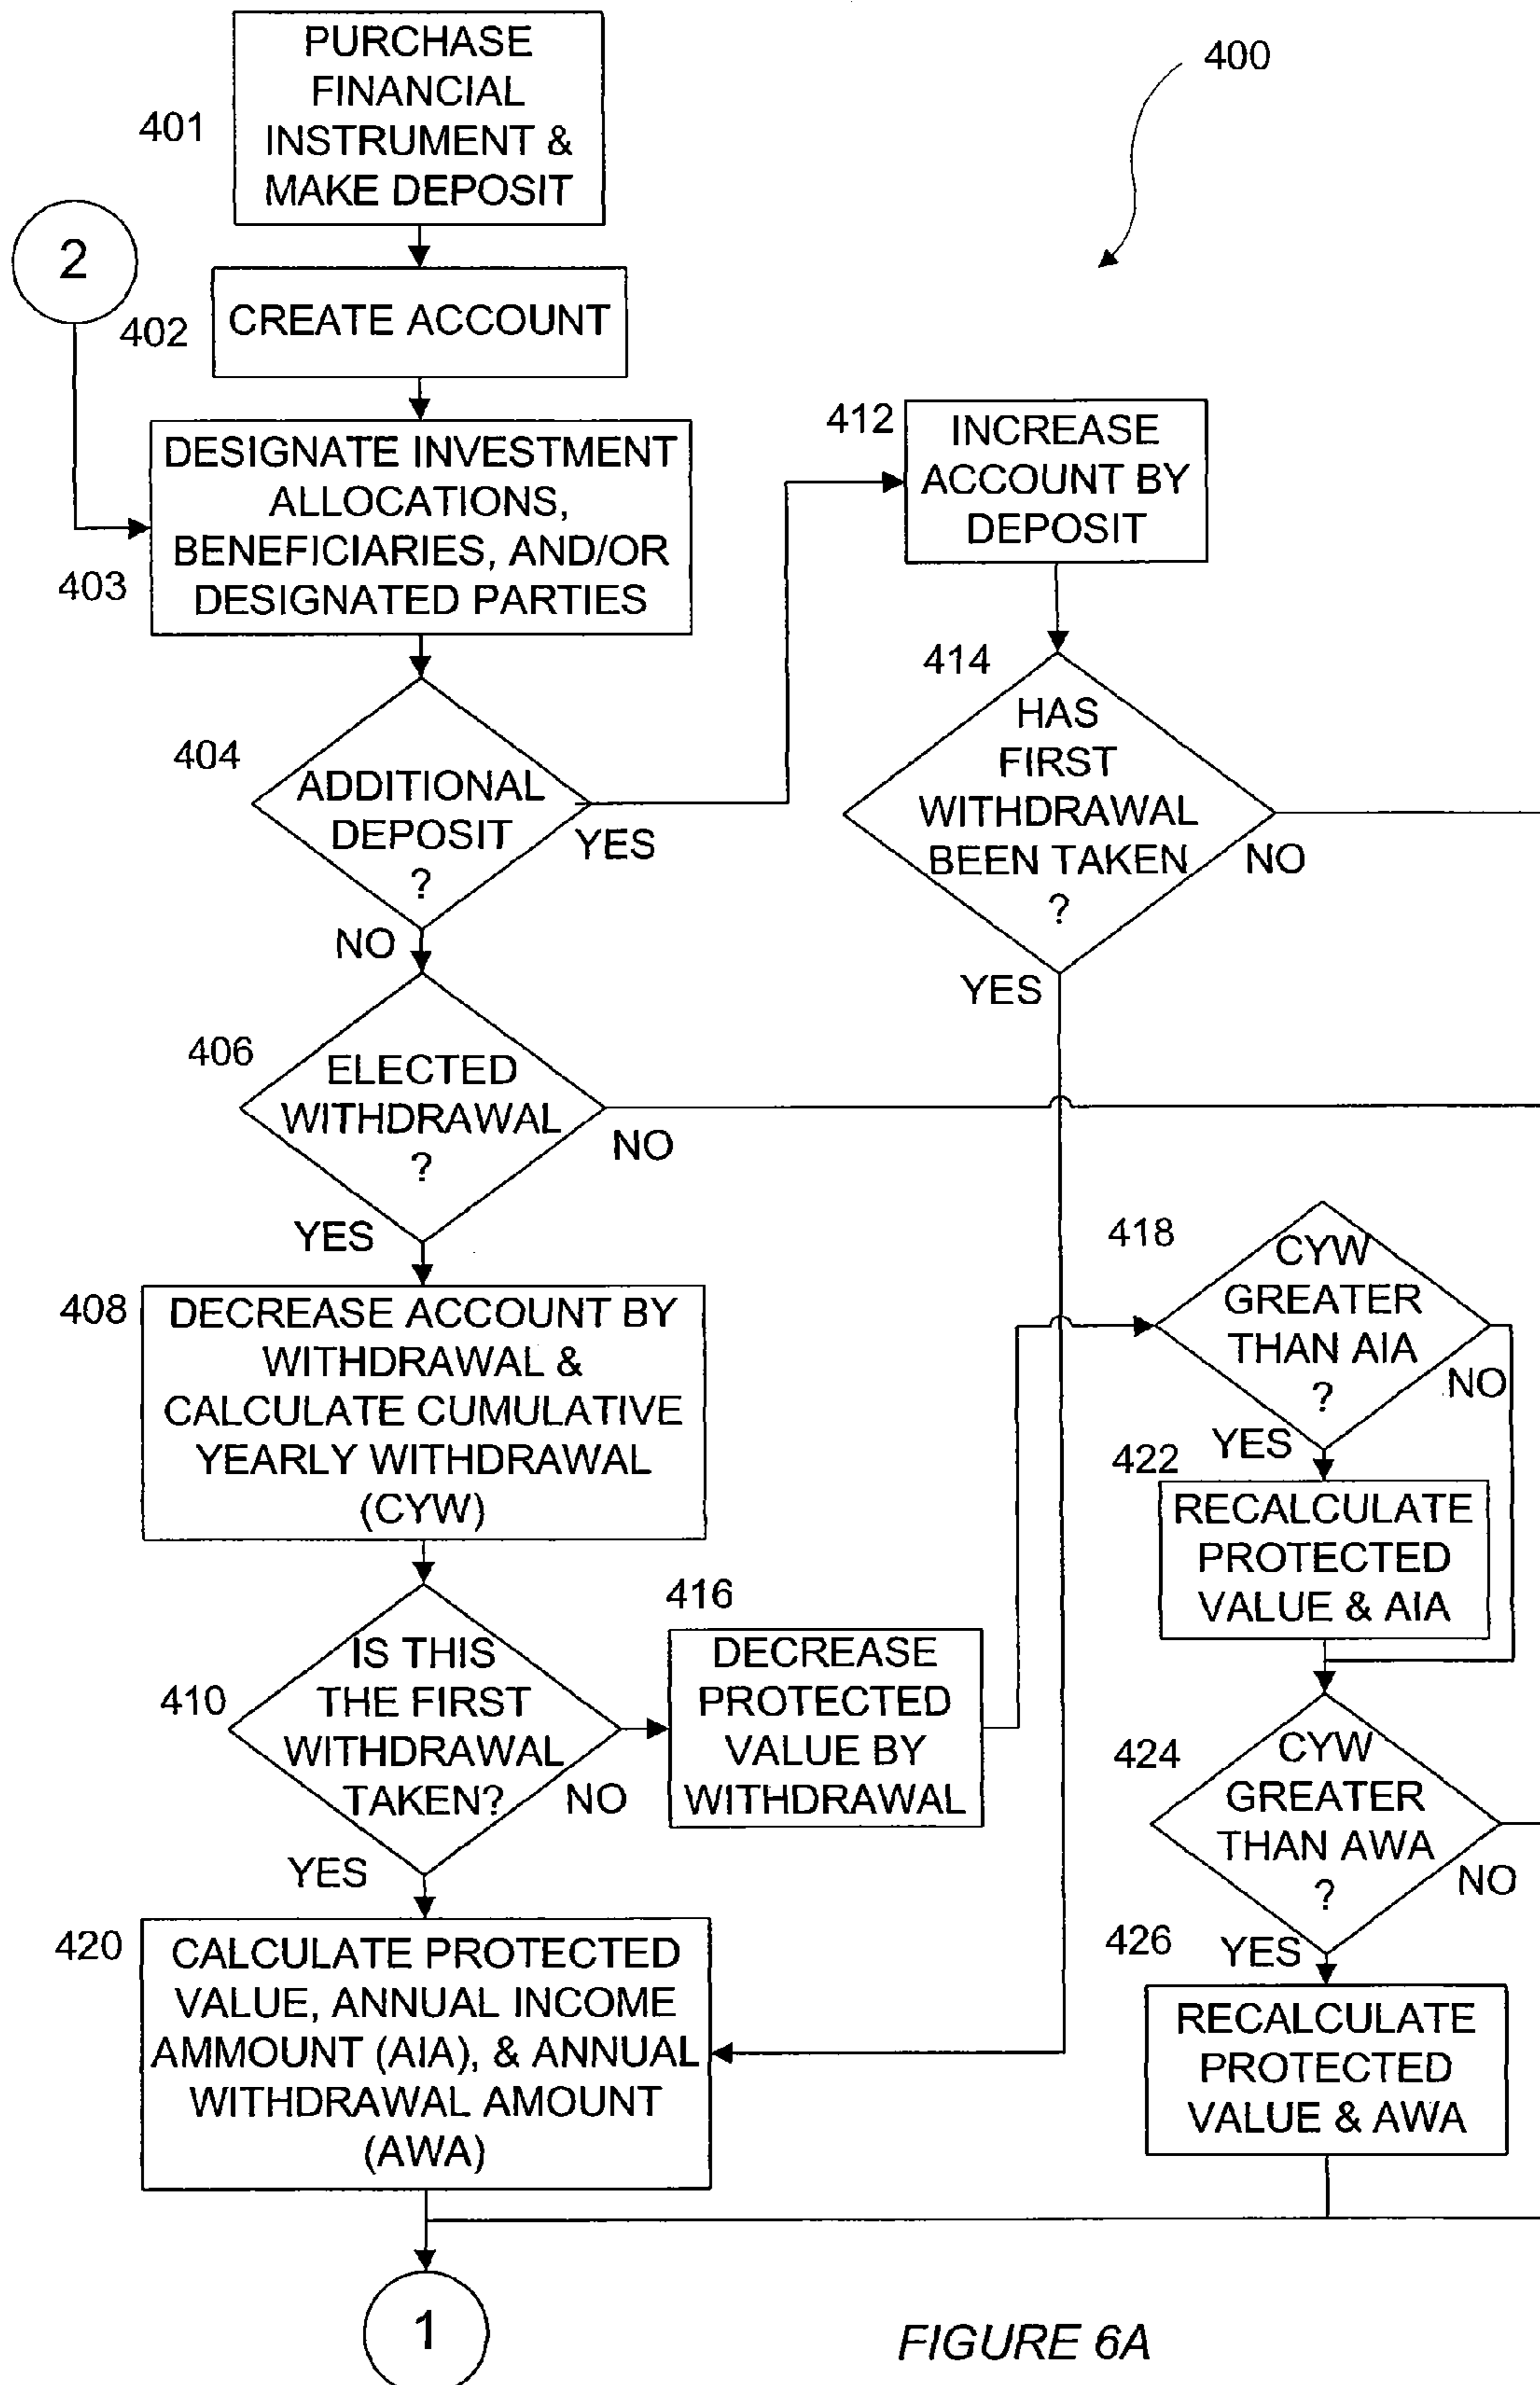 PURCHASE
FINANCIAL
INSTRUMENT &
MAKE DEPOSIT
401
400
2
402
CREATE ACCOUNT
403
DESIGNATE INVESTMENT
ALLOCATIONS,
BENEFICIARIES, AND/OR
DESIGNATED PARTIES
412
INCREASE
ACCOUNT BY
DEPOSIT
404
ADDITIONAL
DEPOSIT
?
YES
NO
414
HAS
FIRST
WITHDRAWAL
BEEN TAKEN
?
NO
YES
406
ELECTED
WITHDRAWAL
?
NO
YES
408
DECREASE ACCOUNT BY
WITHDRAWAL &
CALCULATE CUMULATIVE
YEARLY WITHDRAWAL
(CYW)
418
CYW
GREATER
THAN AIA
?
NO
YES
422
RECALCULATE
PROTECTED
VALUE & AIA
410
IS THIS
THE FIRST
WITHDRAWAL
TAKEN?
NO
YES
416
DECREASE
PROTECTED
VALUE BY
WITHDRAWAL
424
CYW
GREATER
THAN AWA
?
NO
YES
420
CALCULATE PROTECTED
VALUE, ANNUAL INCOME
AMMOUNT (AIA), & ANNUAL
WITHDRAWAL AMOUNT
(AWA)
426
RECALCULATE
PROTECTED
VALUE & AWA
1
FIGURE 6A